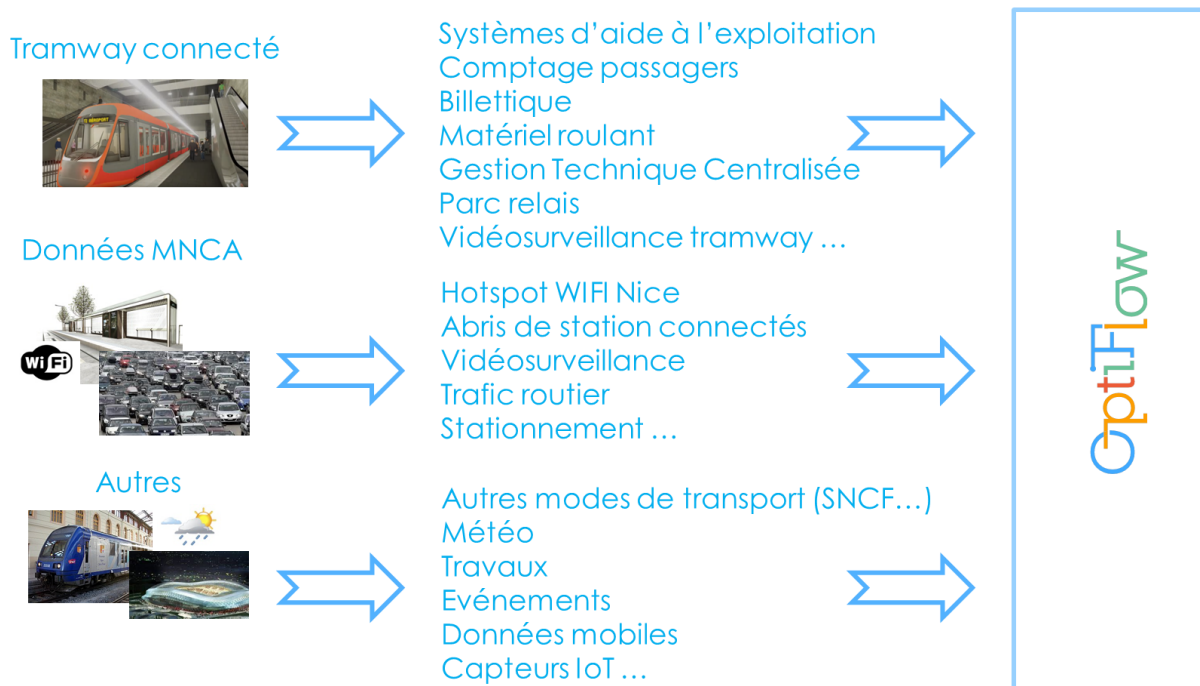 Tramway connecté
Systèmes d’aide à l’exploitation
Comptage passagers
Billettique
Matériel roulant
Gestion Technique Centralisée
Parc relais
Vidéosurveillance tramway …
Données MNCA
WiFi
Hotspot WIFI Nice
Abris de station connectés
Vidéosurveillance
Trafic routier
Stationnement …
Autres
Autres modes de transport (SNCF…)
Météo
Travaux
Evénements
Données mobiles
Capteurs IoT …
OptiFlow